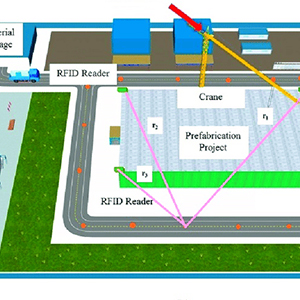 erial
age
RFID Reader
Crane
r₁
r₂
Prefabrication
Project
r₃
RFID Reader